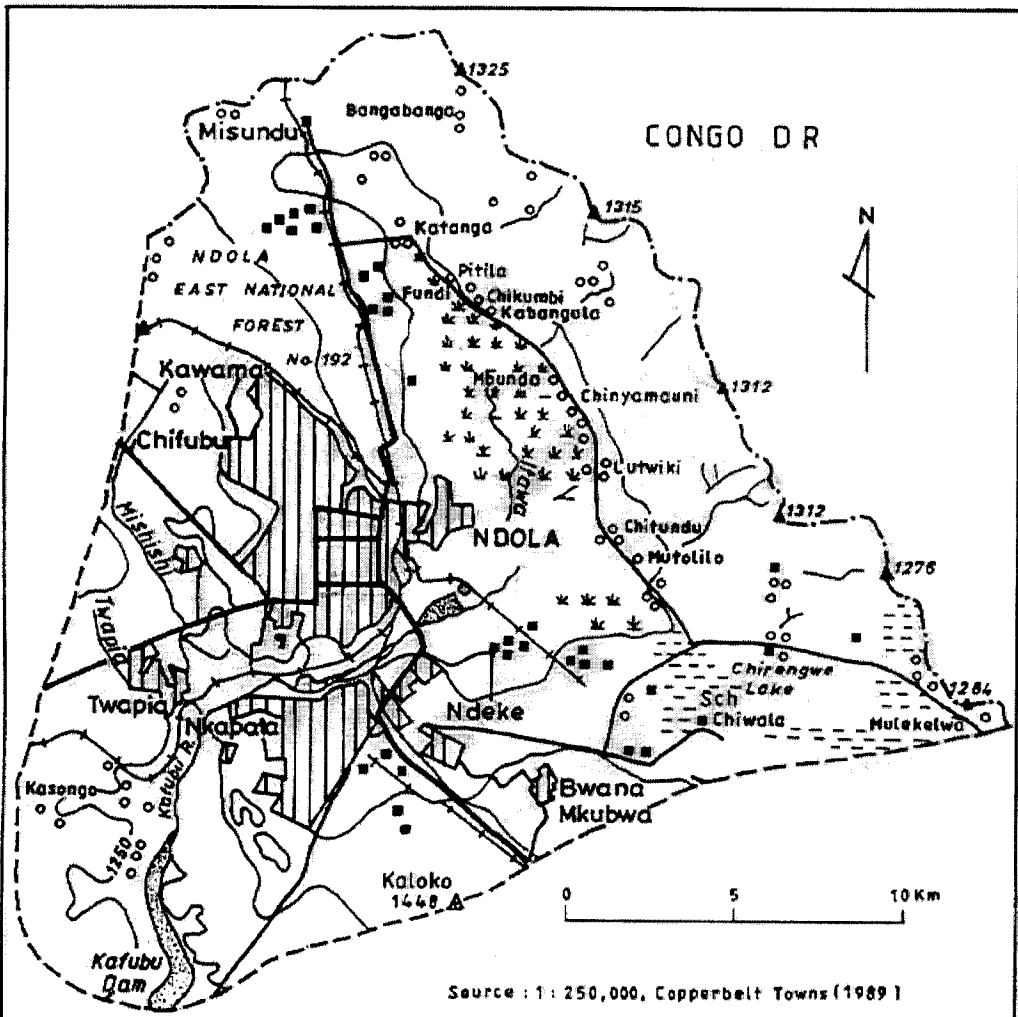 1325
Bangabanga
Misundu
CONGO DR
1315
N
Katanga
NDOLA
EAST NATIONAL
FOREST
No 192
Pitila
Fundi
Chikumbi
Kabangula
Kawama
Mbunda
1312
Chinyamauni
Chifubu
Lutwiki
Mishishi
NDOLA
Chitundu
1312
Mutolilo
1276
Twapia
Chirengwe
Lake
1284
Twapia
Nkapata
Ndeke
Sch
Chiwala
Mulekelwa
Kafubu R.
Kasongo
Bwana
Mkubwa
1250
Kaloko
1448
0 5 10 Km
Kafubu
Dam
Source : 1 : 250,000, Copperbelt Towns (1989)